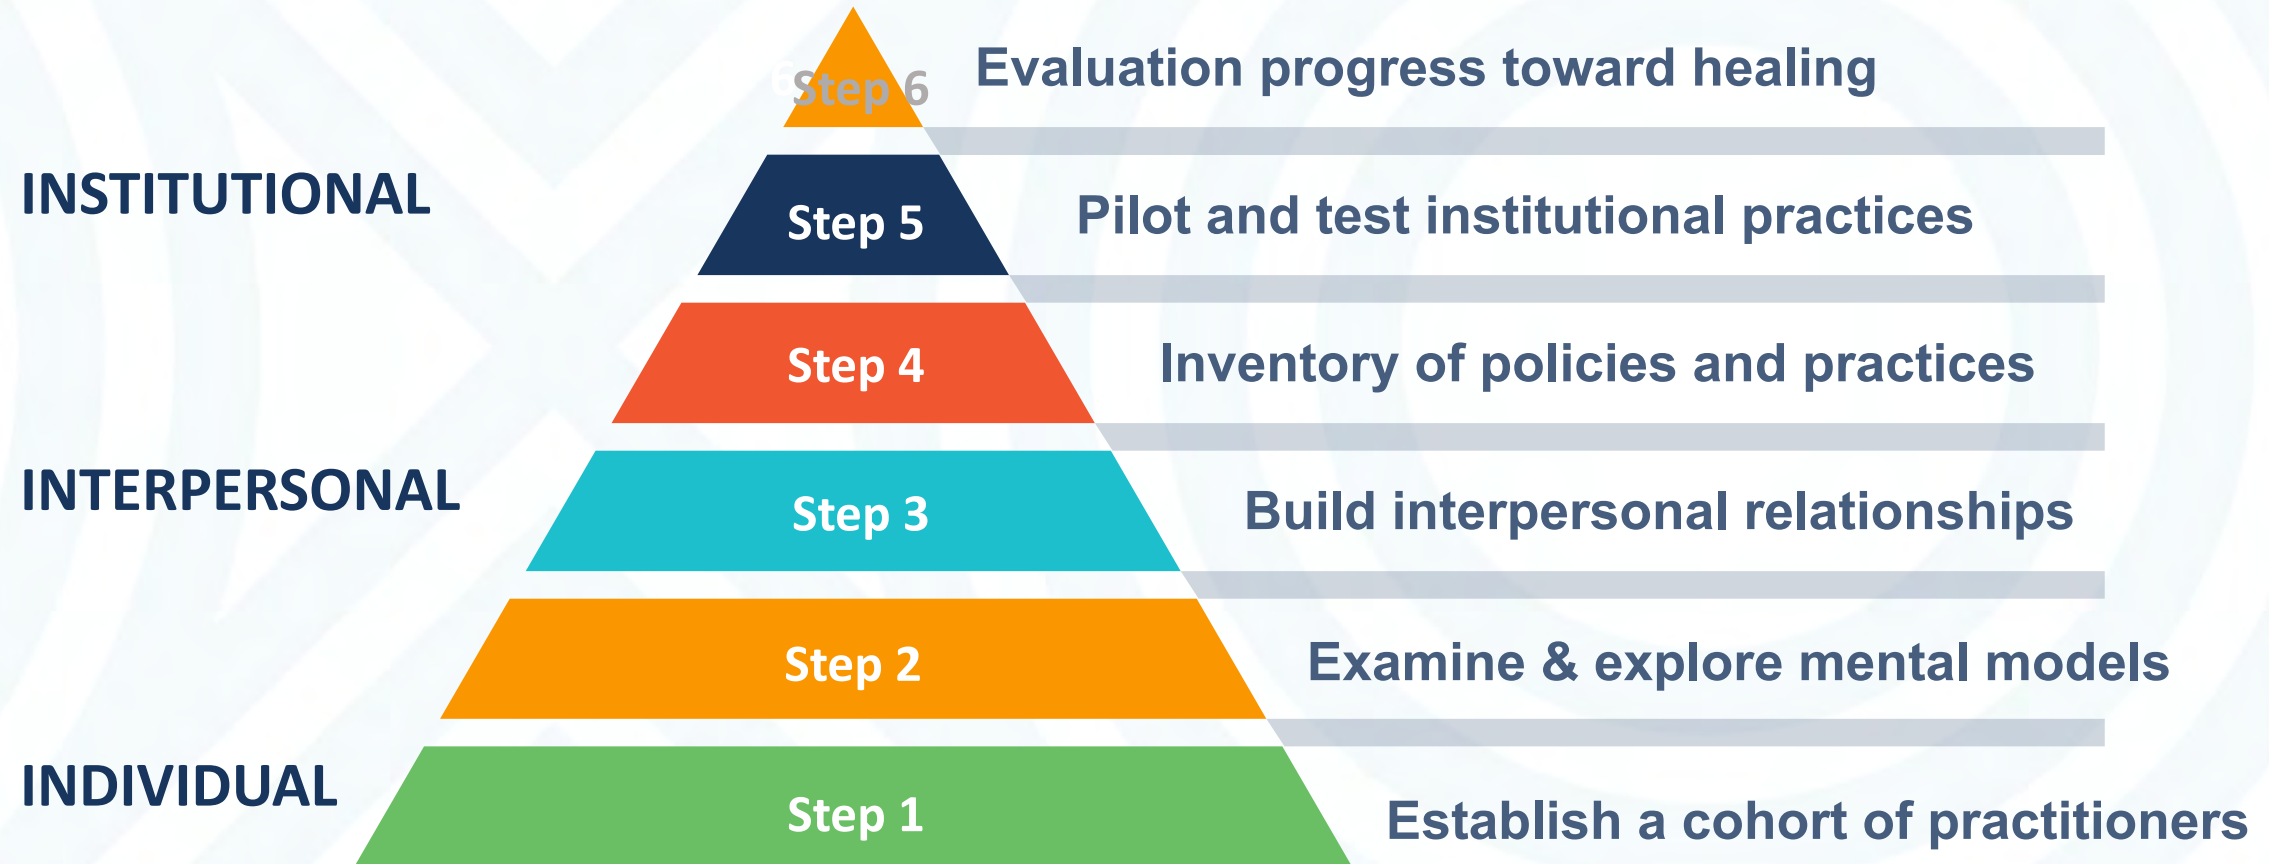 6Step 6
Evaluation progress toward healing
INSTITUTIONAL
Step 5
Pilot and test institutional practices
Step 4
Inventory of policies and practices
INTERPERSONAL
Step 3
Build interpersonal relationships
Step 2
Examine & explore mental models
INDIVIDUAL
Step 1
Establish a cohort of practitioners